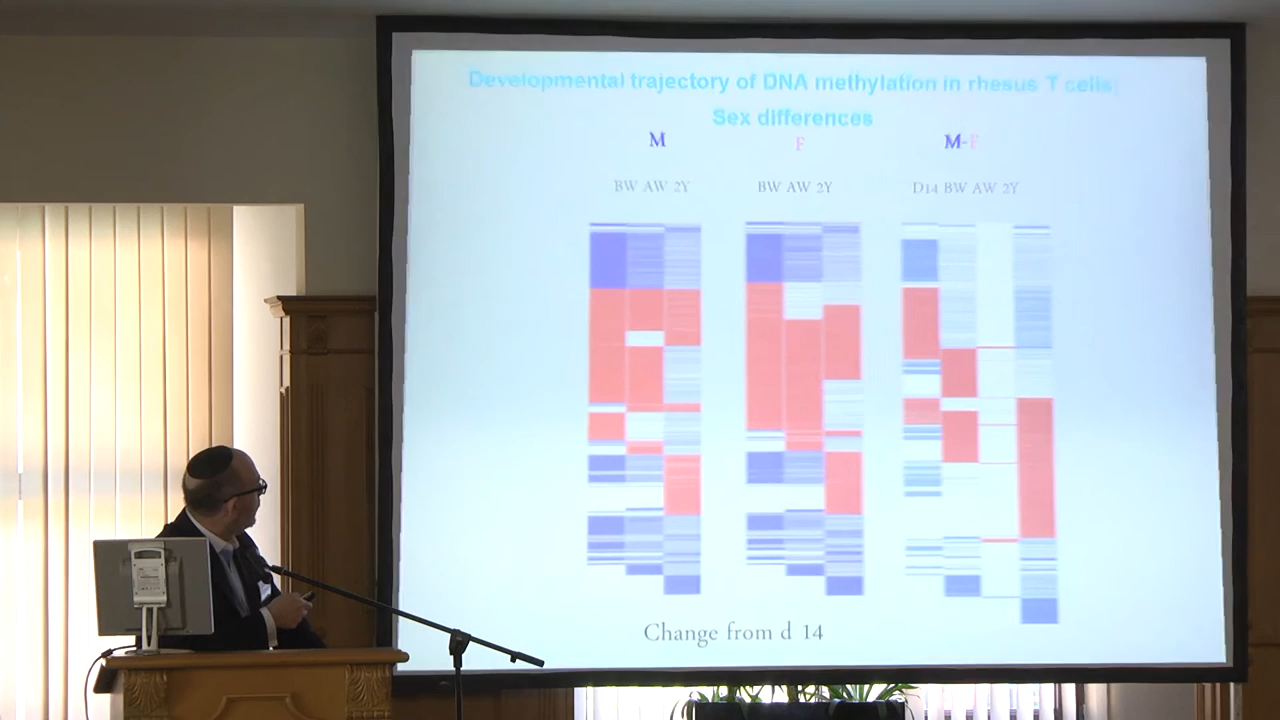 Developmental trajectory of DNA methylation in rhesus T cells;
Sex differences
M F M-F
BW AW 2Y BW AW 2Y D14 BW AW 2Y
Change from d 14